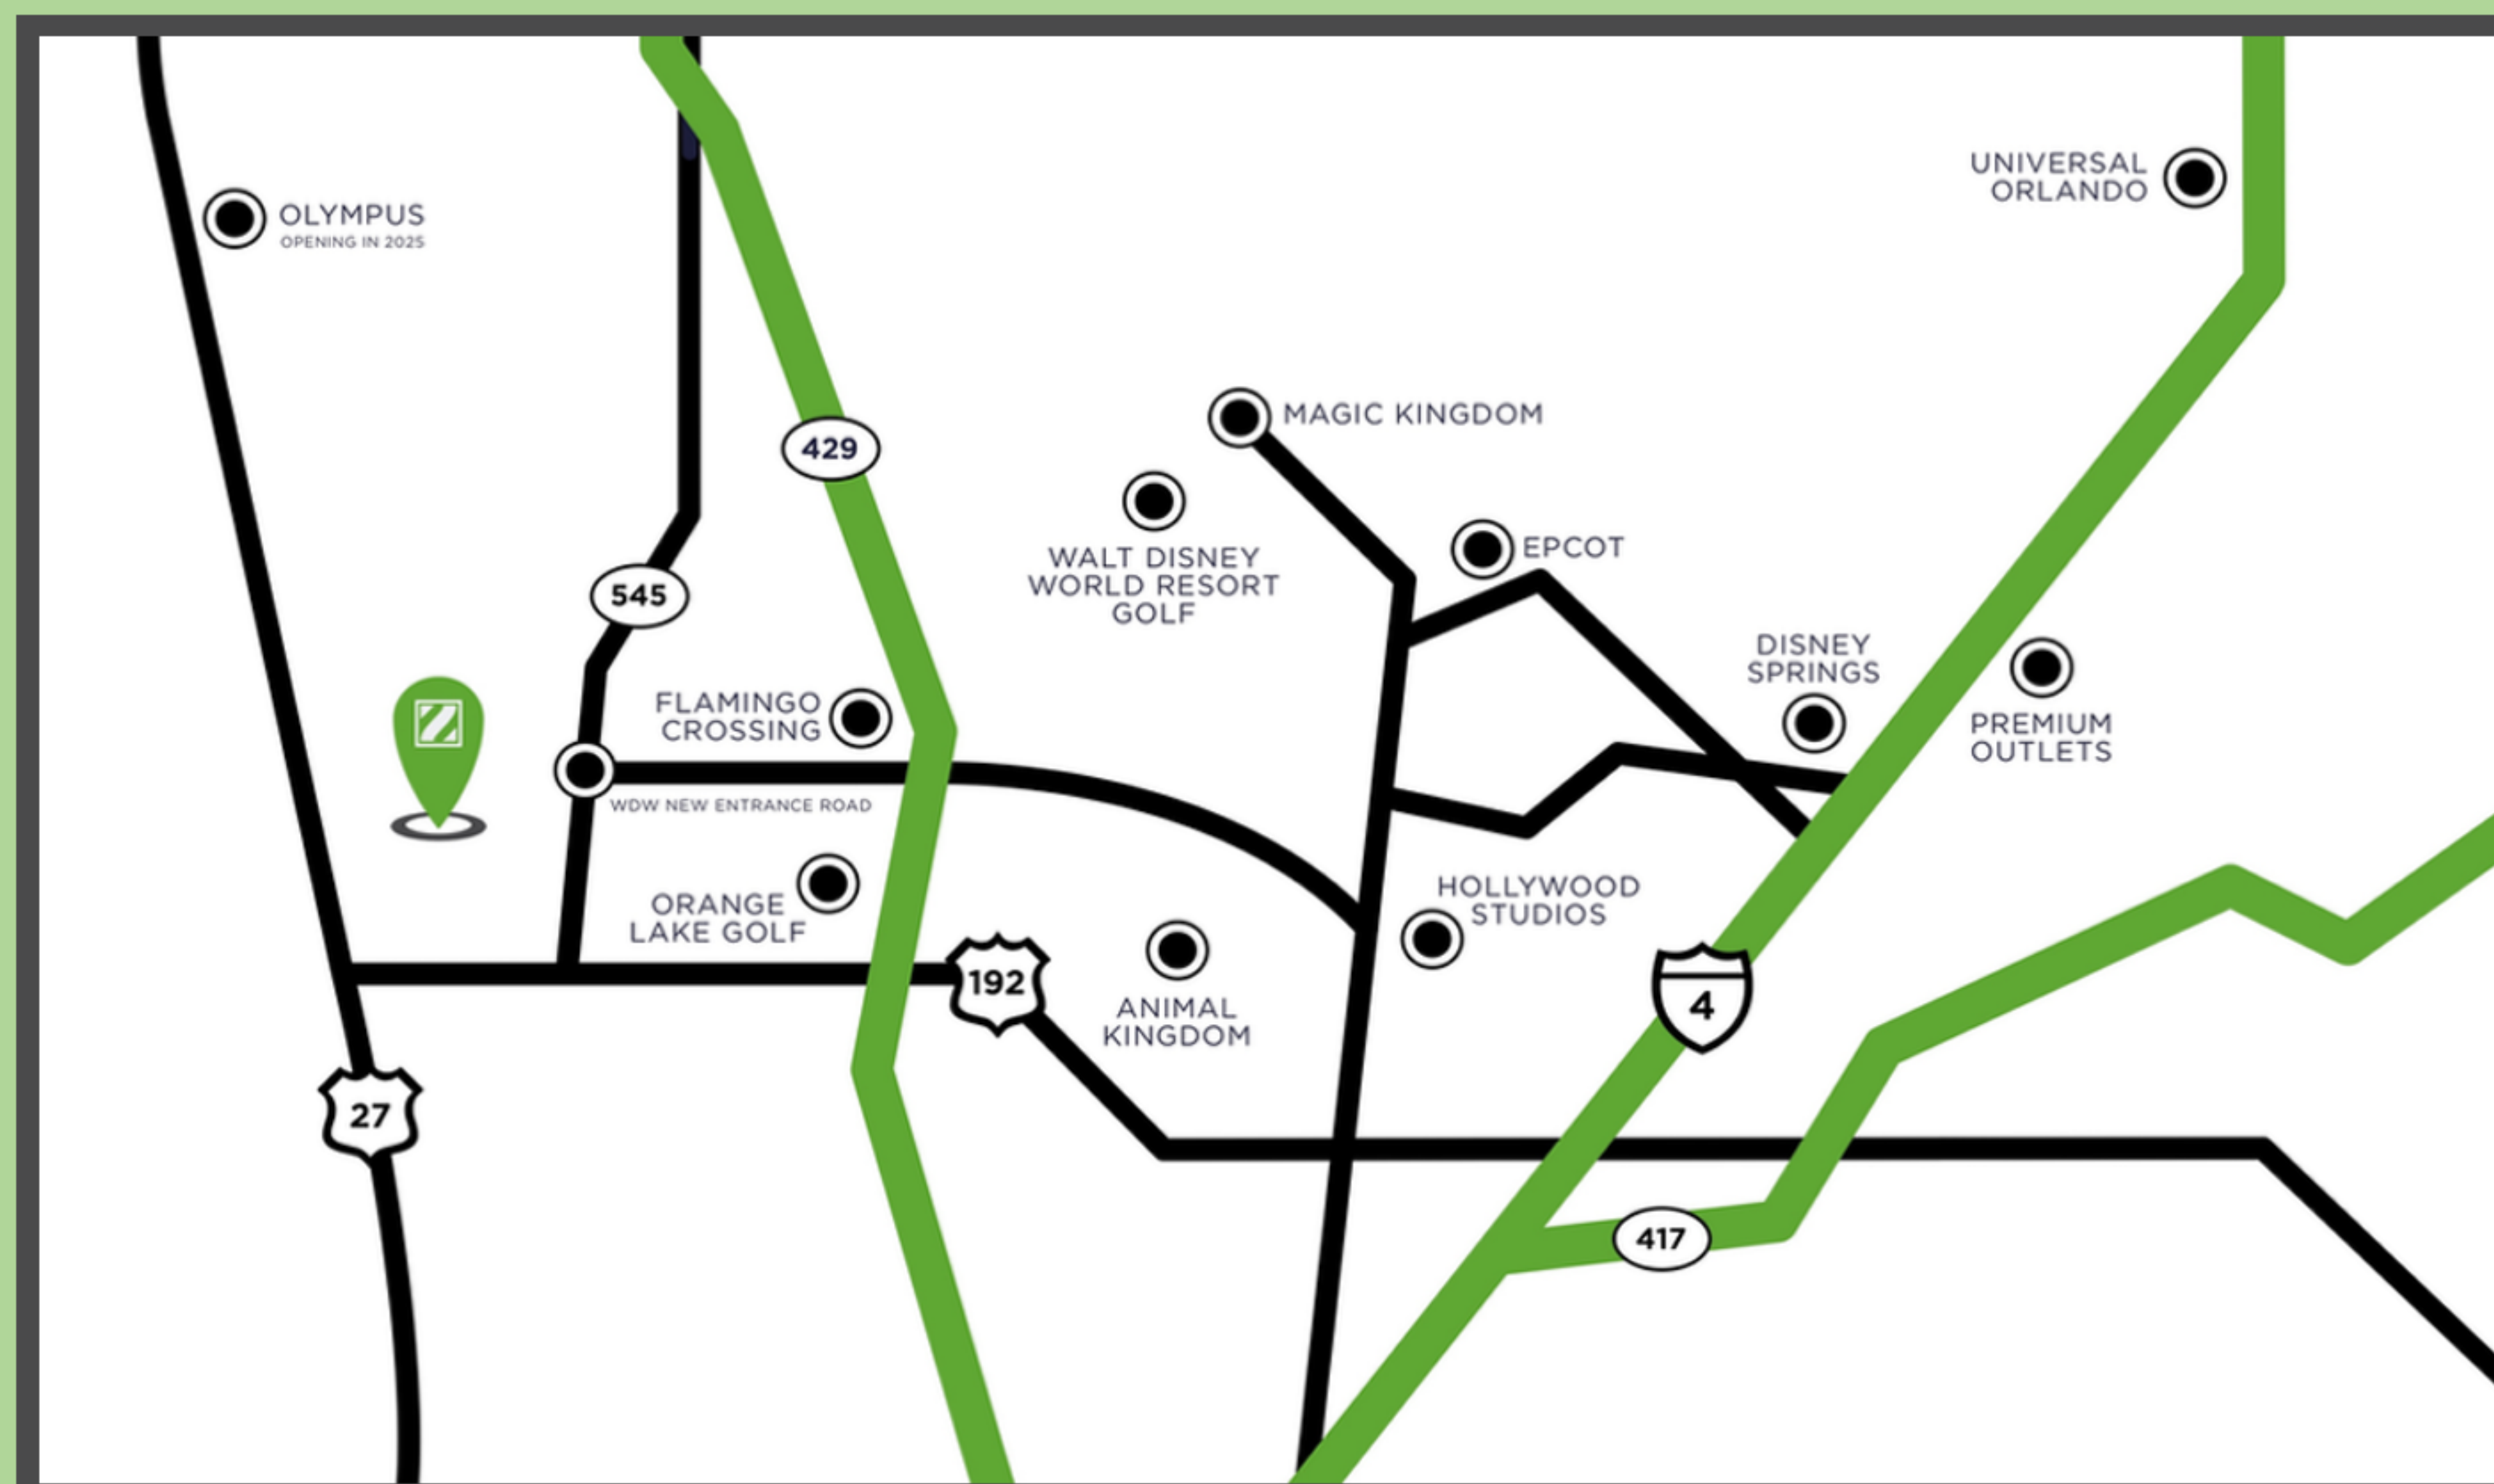 UNIVERSAL
ORLANDO
OLYMPUS
OPENING IN 2025
MAGIC KINGDOM
429
EPCOT
WALT DISNEY
WORLD RESORT
GOLF
545
DISNEY
SPRINGS
FLAMINGO
CROSSING
PREMIUM
OUTLETS
WDW NEW ENTRANCE ROAD
HOLLYWOOD
STUDIOS
ORANGE
LAKE GOLF
192
4
ANIMAL
KINGDOM
27
417